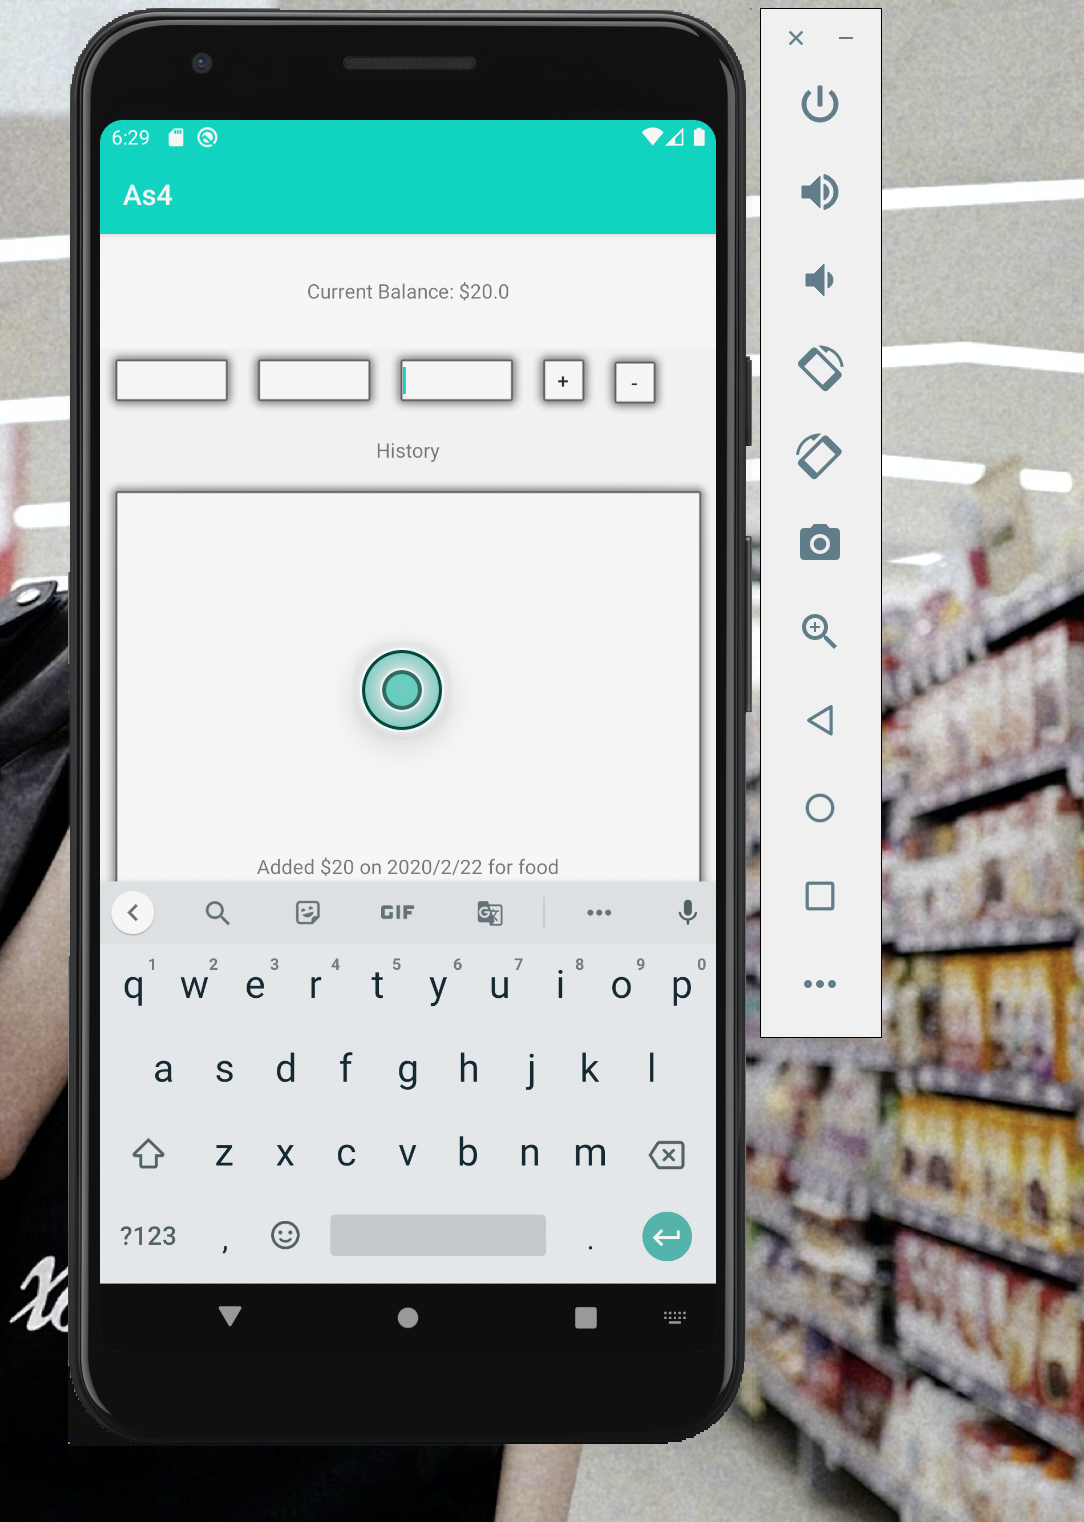 6:29
As4
Current Balance: $20.0
+ -
History
Added $20 on 2020/2/22 for food
GIF
1 2 3 4 5 6 7 8 9 0
q w e r t y u i o p
a s d f g h j k l
z x c v b n m
?123 , .